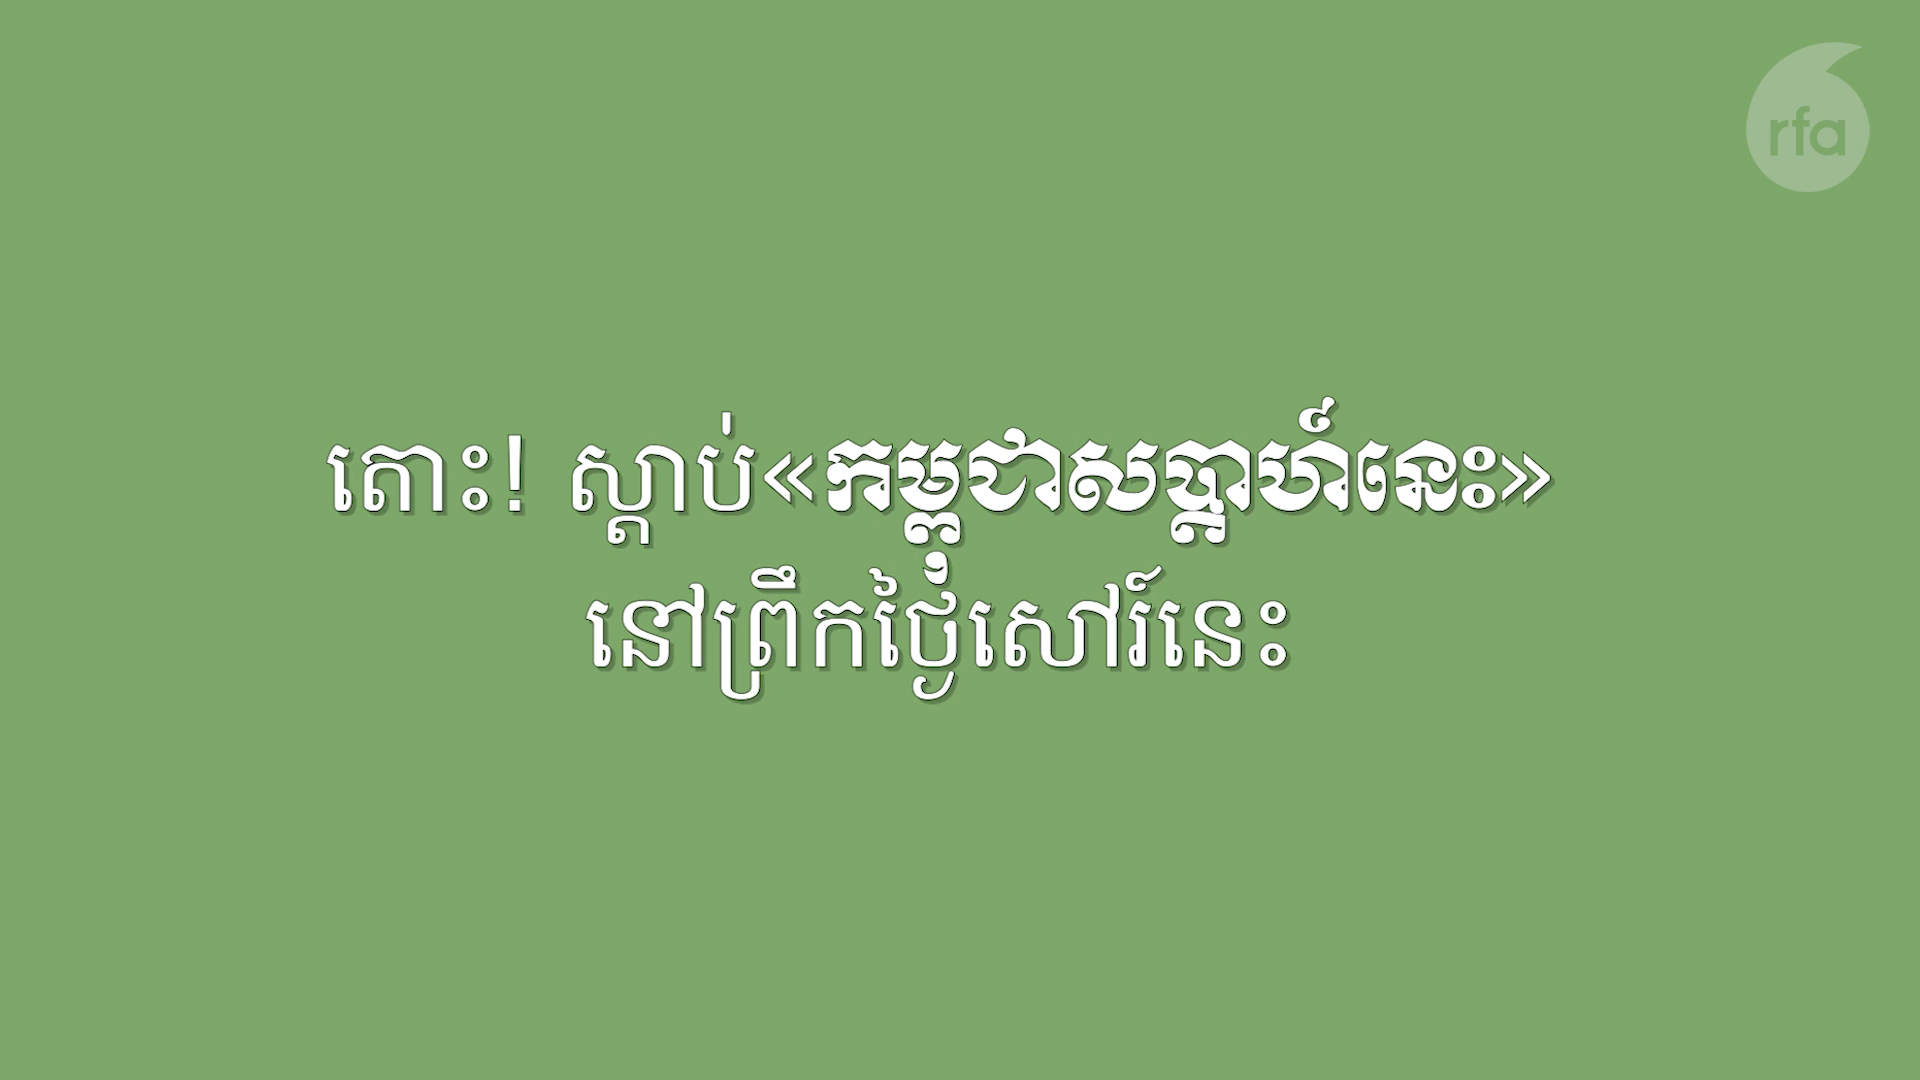 rfa
តោះ! ស្ដាប់«កម្ពុជាសប្ដាហ៍នេះ»
នៅព្រឹកថ្ងៃសៅរ៍នេះ